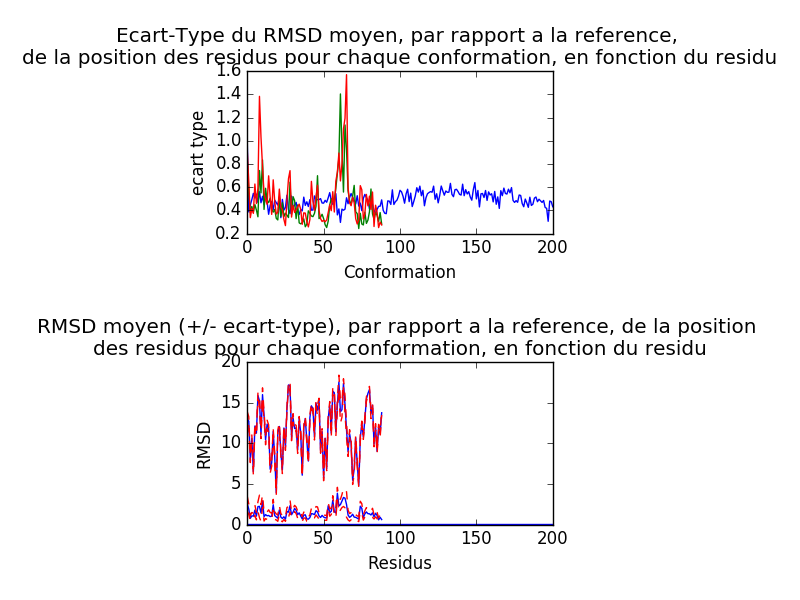 Ecart-Type du RMSD moyen, par rapport a la reference,
de la position des residus pour chaque conformation, en fonction du residu
1.6
1.4
1.2
1.0
0.8
0.6
0.4
0.2
ecart type
0 50 100 150 200
Conformation
RMSD moyen (+/- ecart-type), par rapport a la reference, de la position
des residus pour chaque conformation, en fonction du residu
20
15
10
5
0
RMSD
0 50 100 150 200
Residus